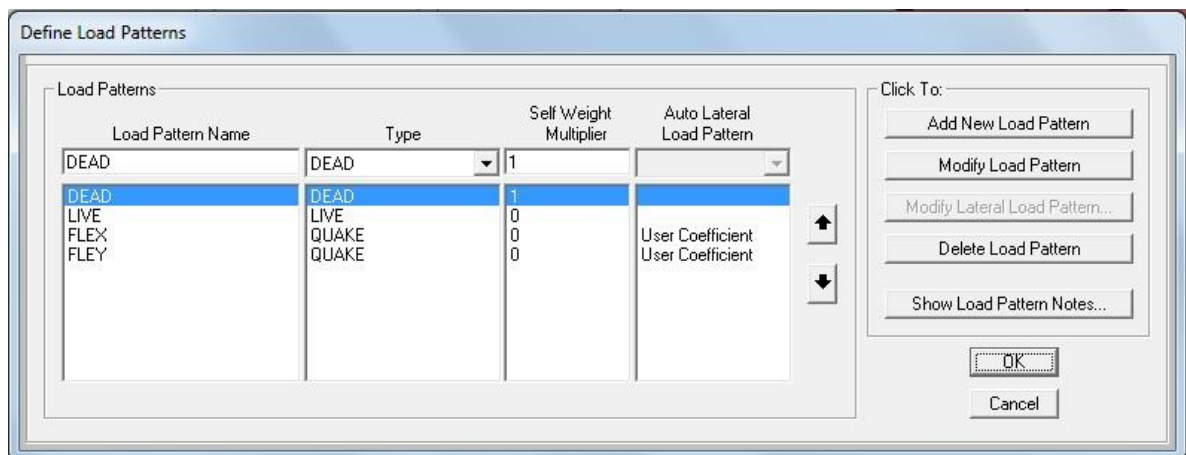 Define Load Patterns
Load Patterns
Load Pattern Name Type Self Weight Multiplier Auto Lateral Load Pattern
DEAD DEAD 1
DEAD DEAD 1
LIVE LIVE 0
FLEX QUAKE 0 User Coefficient
FLEY QUAKE 0 User Coefficient
Click To:
Add New Load Pattern
Modify Load Pattern
Modify Lateral Load Pattern...
Delete Load Pattern
Show Load Pattern Notes...
OK
Cancel